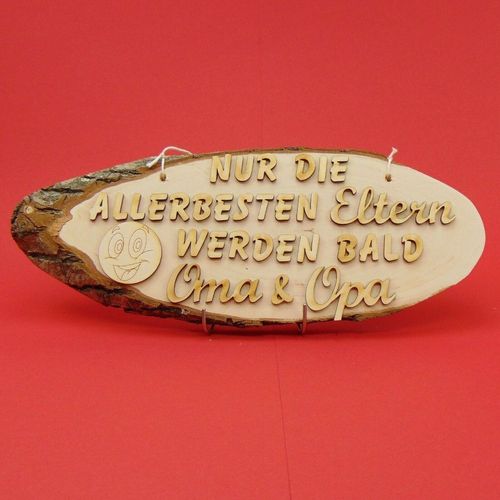 NUR DIE
ALLERBESTEN Eltern
WERDEN BALD
Oma & Opa